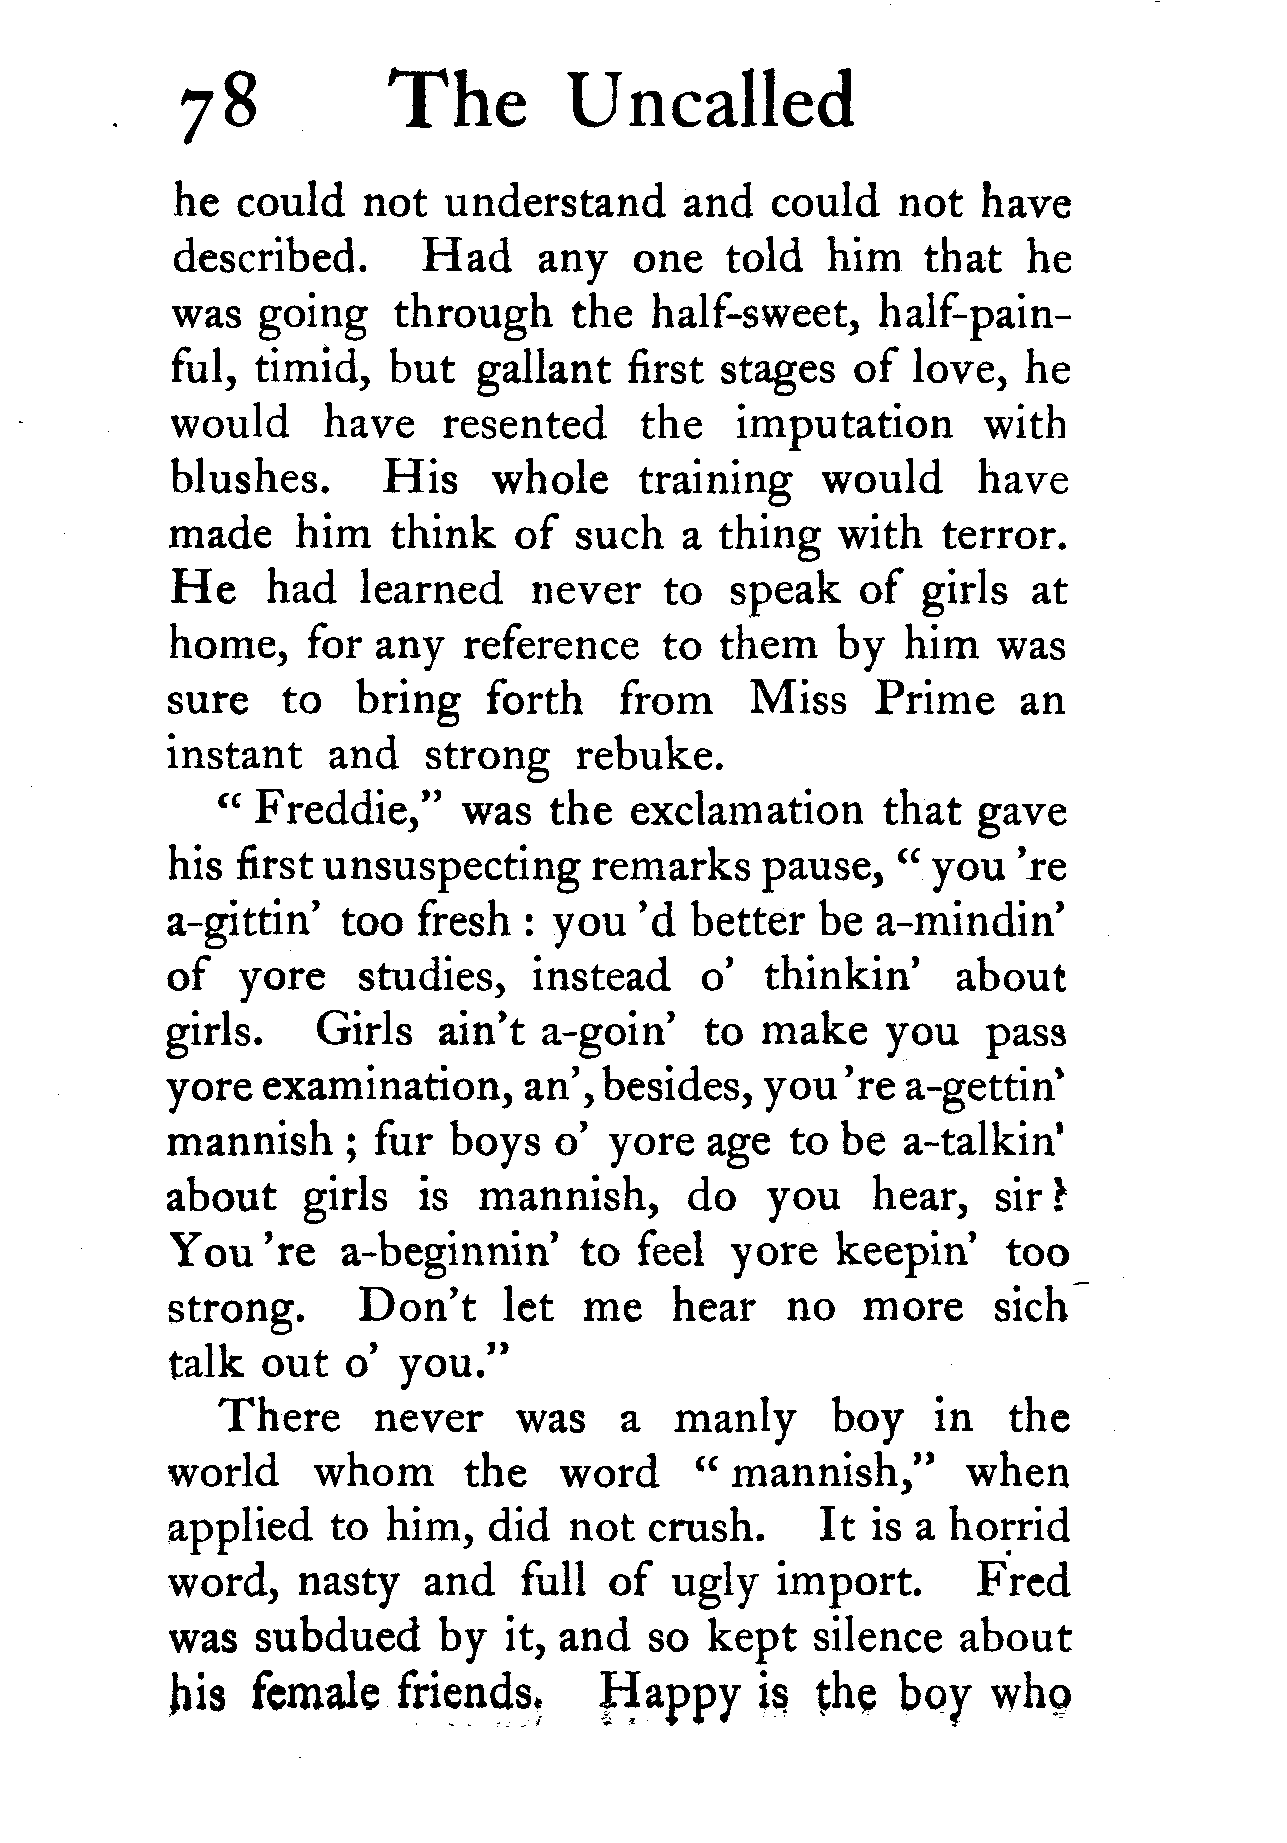 78 The Uncalled
he could not understand and could not have
described. Had any one told him that he
was going through the half-sweet, half-pain-
ful, timid, but gallant first stages of love, he
would have resented the imputation with
blushes. His whole training would have
made him think of such a thing with terror.
He had learned never to speak of girls at
home, for any reference to them by him was
sure to bring forth from Miss Prime an
instant and strong rebuke.
“ Freddie,” was the exclamation that gave
his first unsuspecting remarks pause, “ you ’re
a-gittin’ too fresh : you ’d better be a-mindin’
of yore studies, instead o’ thinkin’ about
girls. Girls ain’t a-goin’ to make you pass
yore examination, an’, besides, you ’re a-gettin’
mannish ; fur boys o’ yore age to be a-talkin’
about girls is mannish, do you hear, sir ?
You ’re a-beginnin’ to feel yore keepin’ too
strong. Don’t let me hear no more sich
talk out o’ you.”
There never was a manly boy in the
world whom the word “ mannish,” when
applied to him, did not crush. It is a horrid
word, nasty and full of ugly import. Fred
was subdued by it, and so kept silence about
his female friends. Happy is the boy who